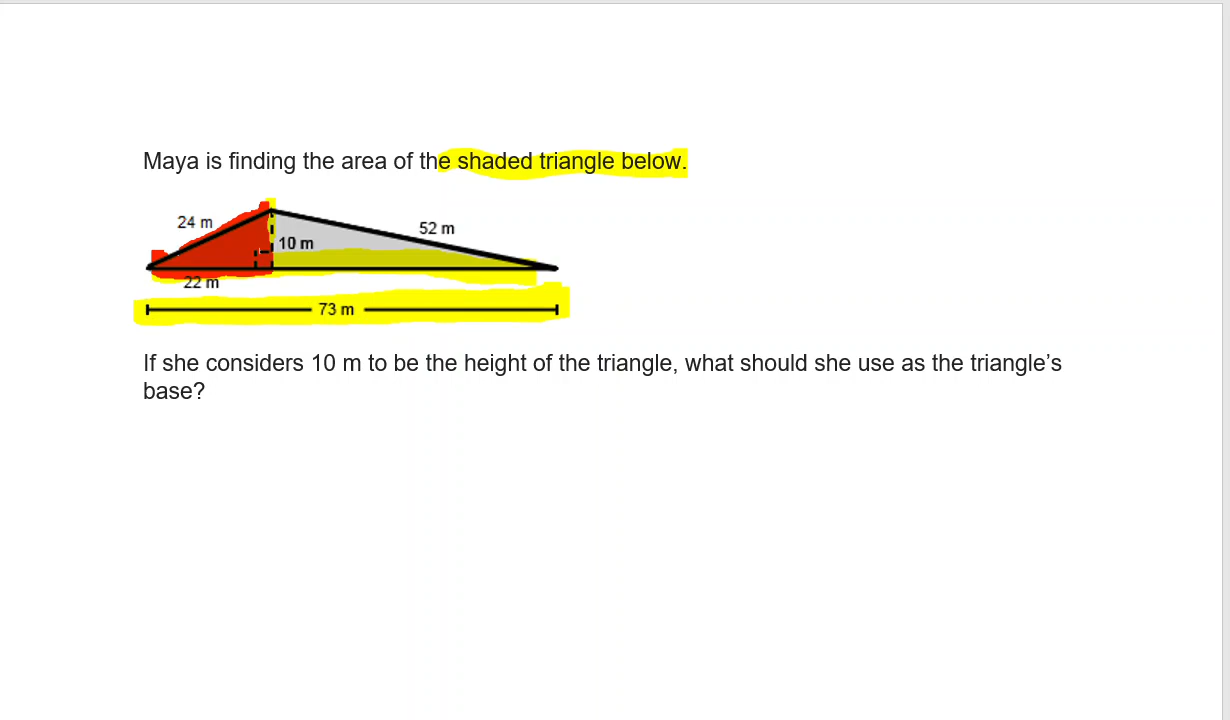 Maya is finding the area of the shaded triangle below.
24 m
52 m
10 m
22 m
73 m
If she considers 10 m to be the height of the triangle, what should she use as the triangle’s
base?